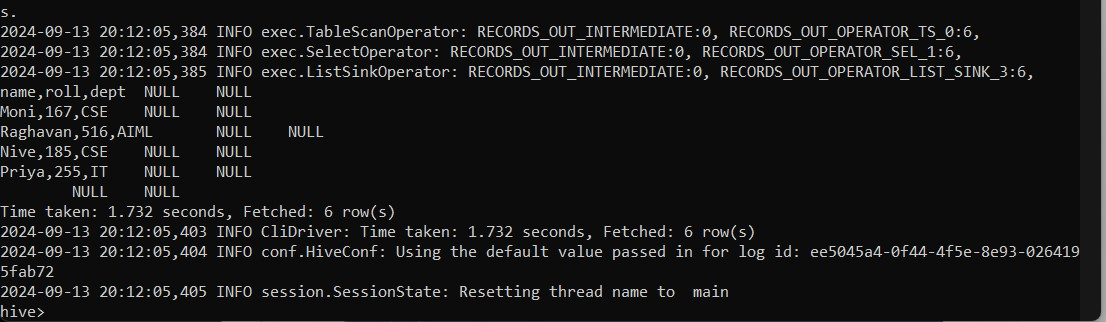 s.
2024-09-13 20:12:05,384 INFO exec.TableScanOperator: RECORDS_OUT_INTERMEDIATE:0, RECORDS_OUT_OPERATOR_TS_0:6,
2024-09-13 20:12:05,384 INFO exec.SelectOperator: RECORDS_OUT_INTERMEDIATE:0, RECORDS_OUT_OPERATOR_SEL_1:6,
2024-09-13 20:12:05,385 INFO exec.ListSinkOperator: RECORDS_OUT_INTERMEDIATE:0, RECORDS_OUT_OPERATOR_LIST_SINK_3:6,
name,roll,dept  NULL    NULL
Moni,167,CSE    NULL    NULL
Raghavan,516,AIML       NULL    NULL
Nive,185,CSE    NULL    NULL
Priya,255,IT    NULL    NULL
        NULL    NULL
Time taken: 1.732 seconds, Fetched: 6 row(s)
2024-09-13 20:12:05,403 INFO CliDriver: Time taken: 1.732 seconds, Fetched: 6 row(s)
2024-09-13 20:12:05,404 INFO conf.HiveConf: Using the default value passed in for log id: ee5045a4-0f44-4f5e-8e93-026419
5fab72
2024-09-13 20:12:05,405 INFO session.SessionState: Resetting thread name to  main
hive>